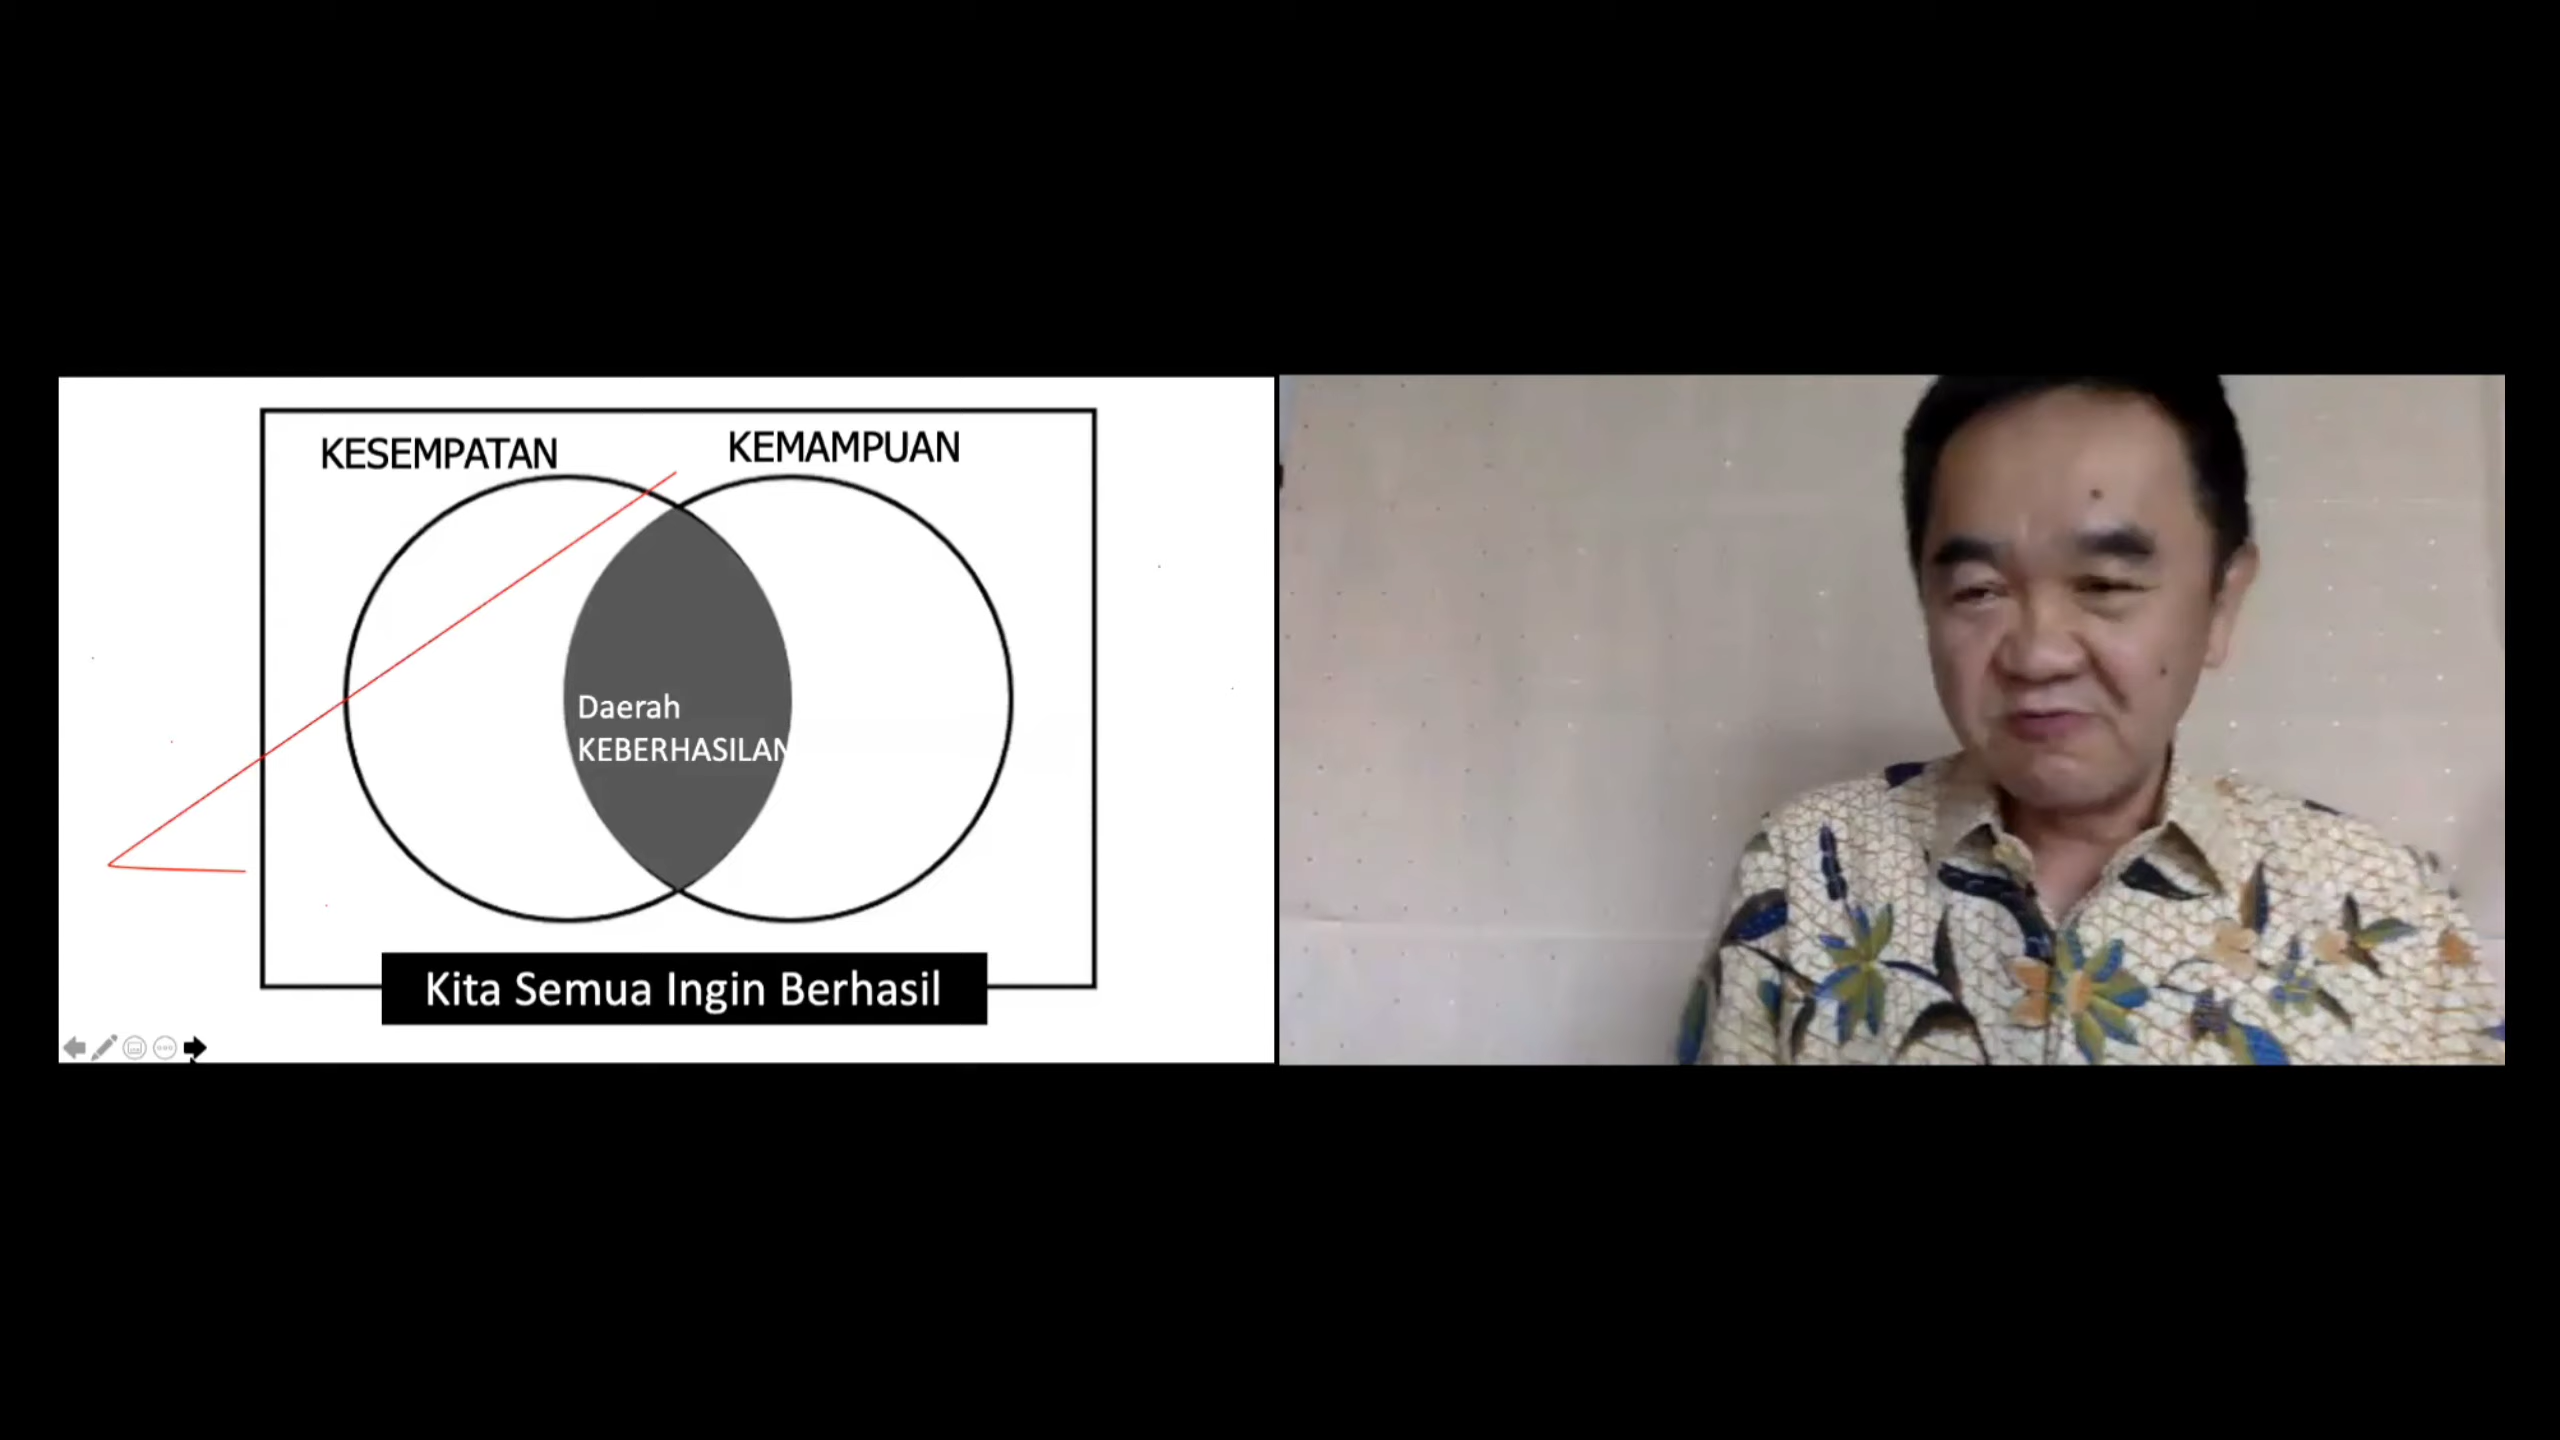 KESEMPATAN
KEMAMPUAN
Daerah
KEBERHASILAN
Kita Semua Ingin Berhasil